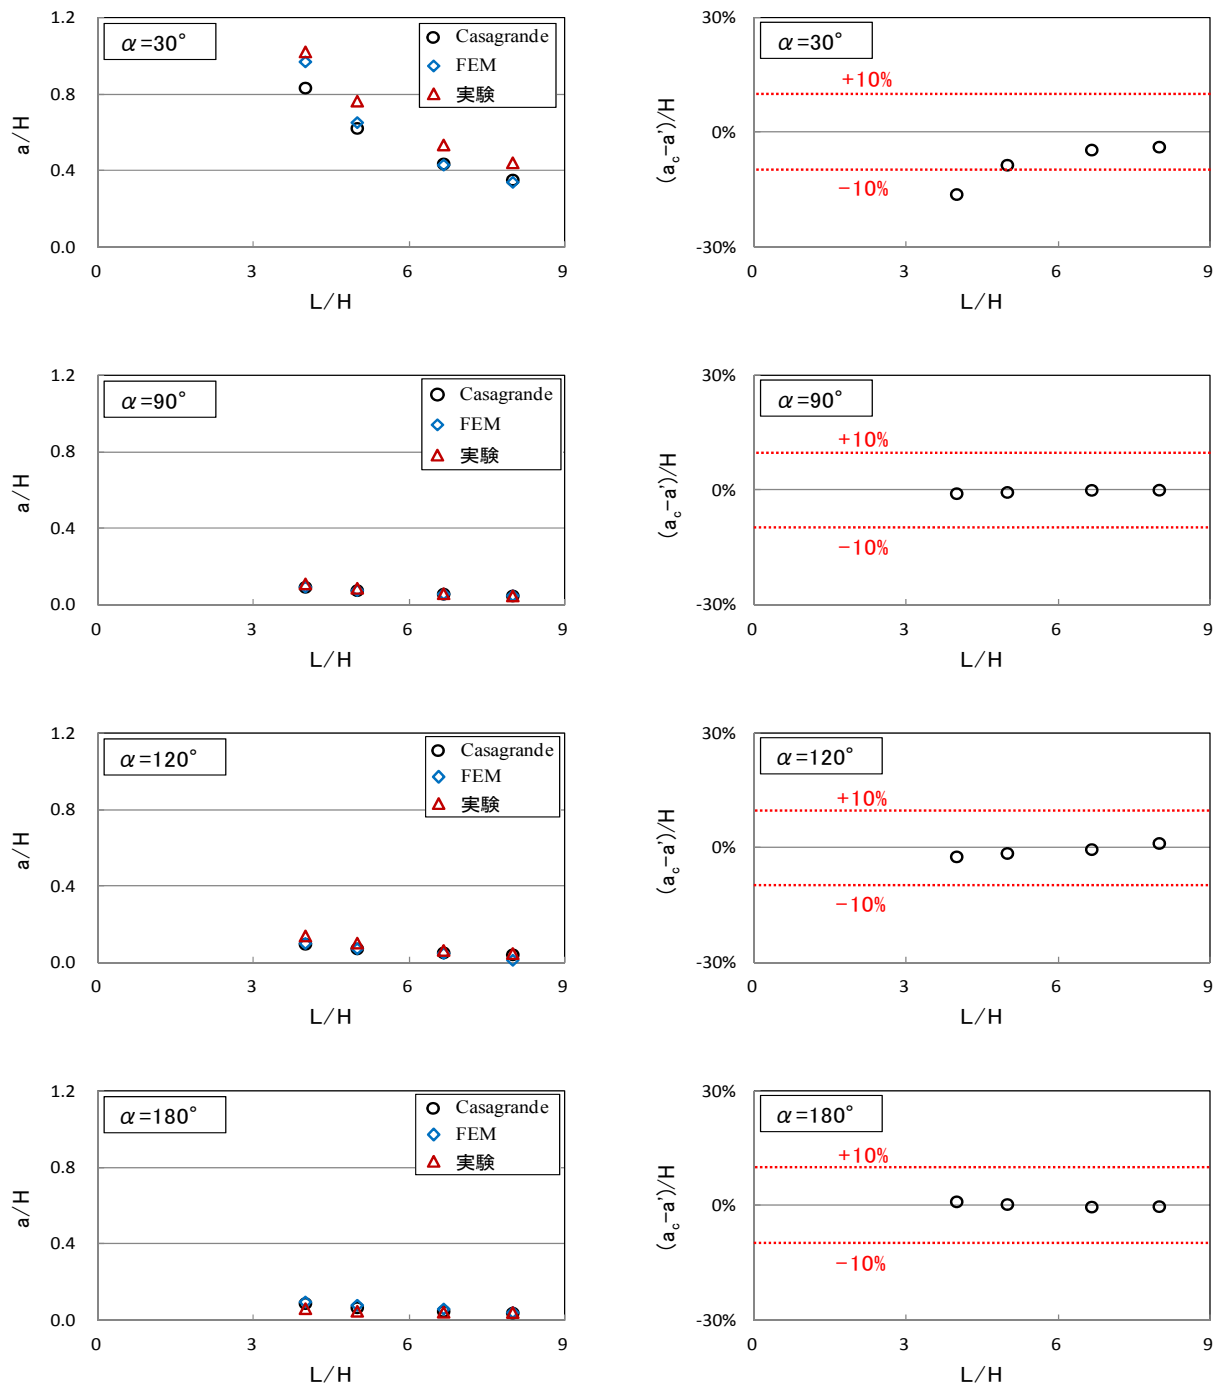 α=30°
Casagrande
FEM
実験
1.2
0.8
0.4
0.0
a/H
0
3
6
9
L/H
α=30°
+10%
-10%
30%
0%
-30%
(a_c-a')/H
0
3
6
9
L/H
α=90°
Casagrande
FEM
実験
1.2
0.8
0.4
0.0
a/H
0
3
6
9
L/H
α=90°
+10%
-10%
30%
0%
-30%
(a_c-a')/H
0
3
6
9
L/H
α=120°
Casagrande
FEM
実験
1.2
0.8
0.4
0.0
a/H
0
3
6
9
L/H
α=120°
+10%
-10%
30%
0%
-30%
(a_c-a')/H
0
3
6
9
L/H
α=180°
Casagrande
FEM
実験
1.2
0.8
0.4
0.0
a/H
0
3
6
9
L/H
α=180°
+10%
-10%
30%
0%
-30%
(a_c-a')/H
0
3
6
9
L/H